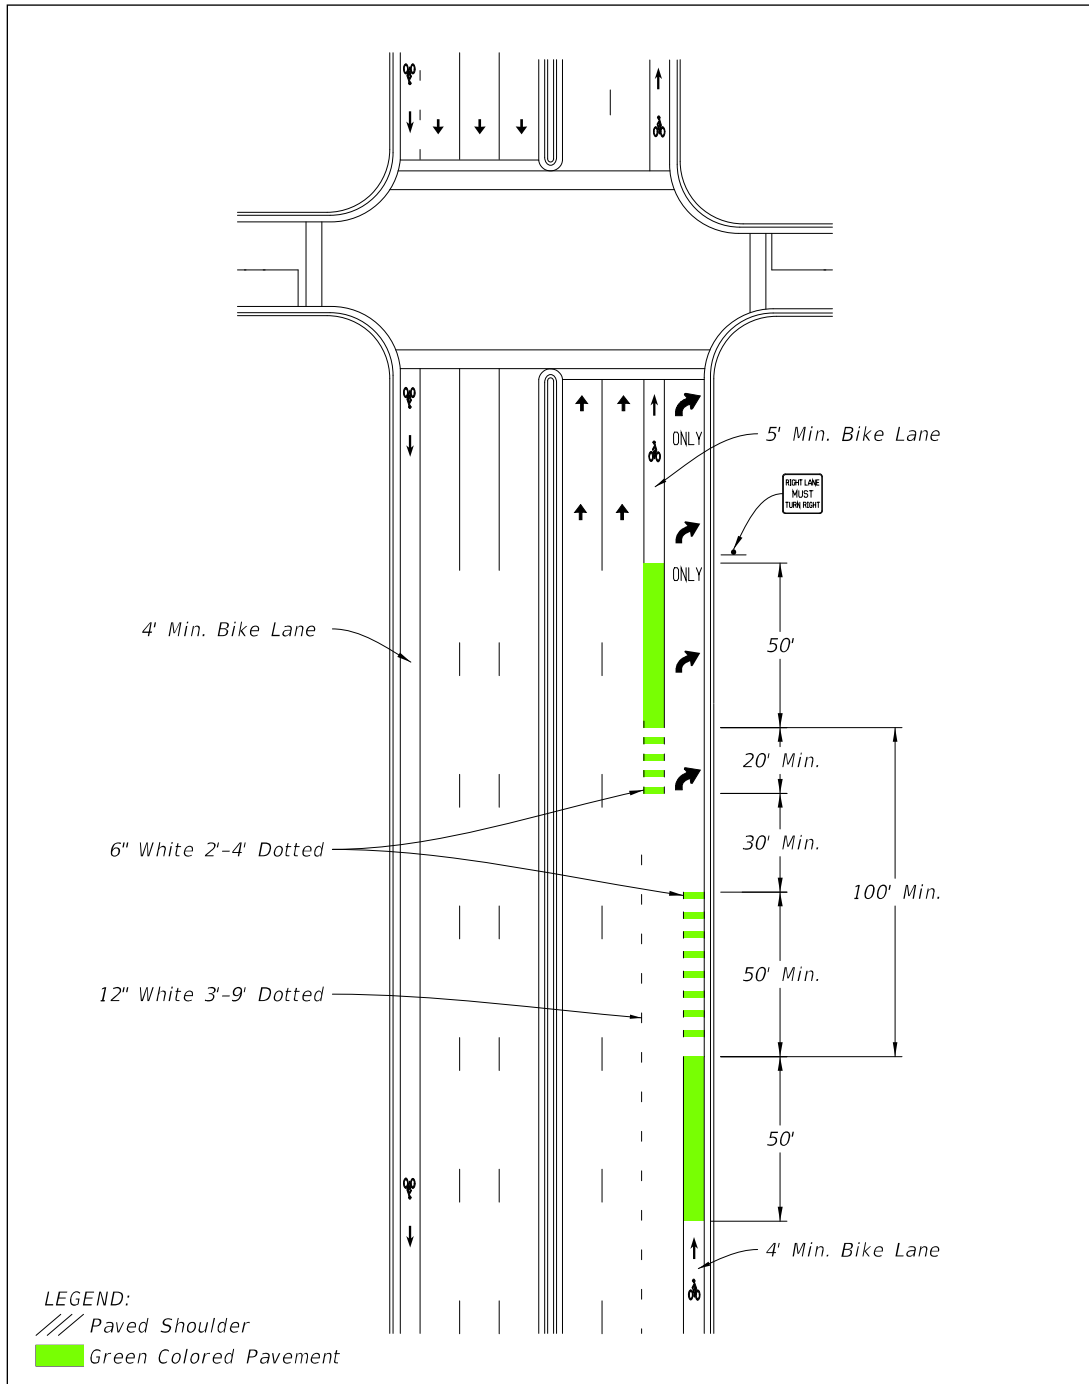 ONLY
5' Min. Bike Lane
RIGHT LANE
MUST
TURN RIGHT
ONLY
4' Min. Bike Lane
50'
20' Min.
30' Min.
6" White 2'-4' Dotted
100' Min.
50' Min.
12" White 3'-9' Dotted
50'
4' Min. Bike Lane
LEGEND:
Paved Shoulder
Green Colored Pavement